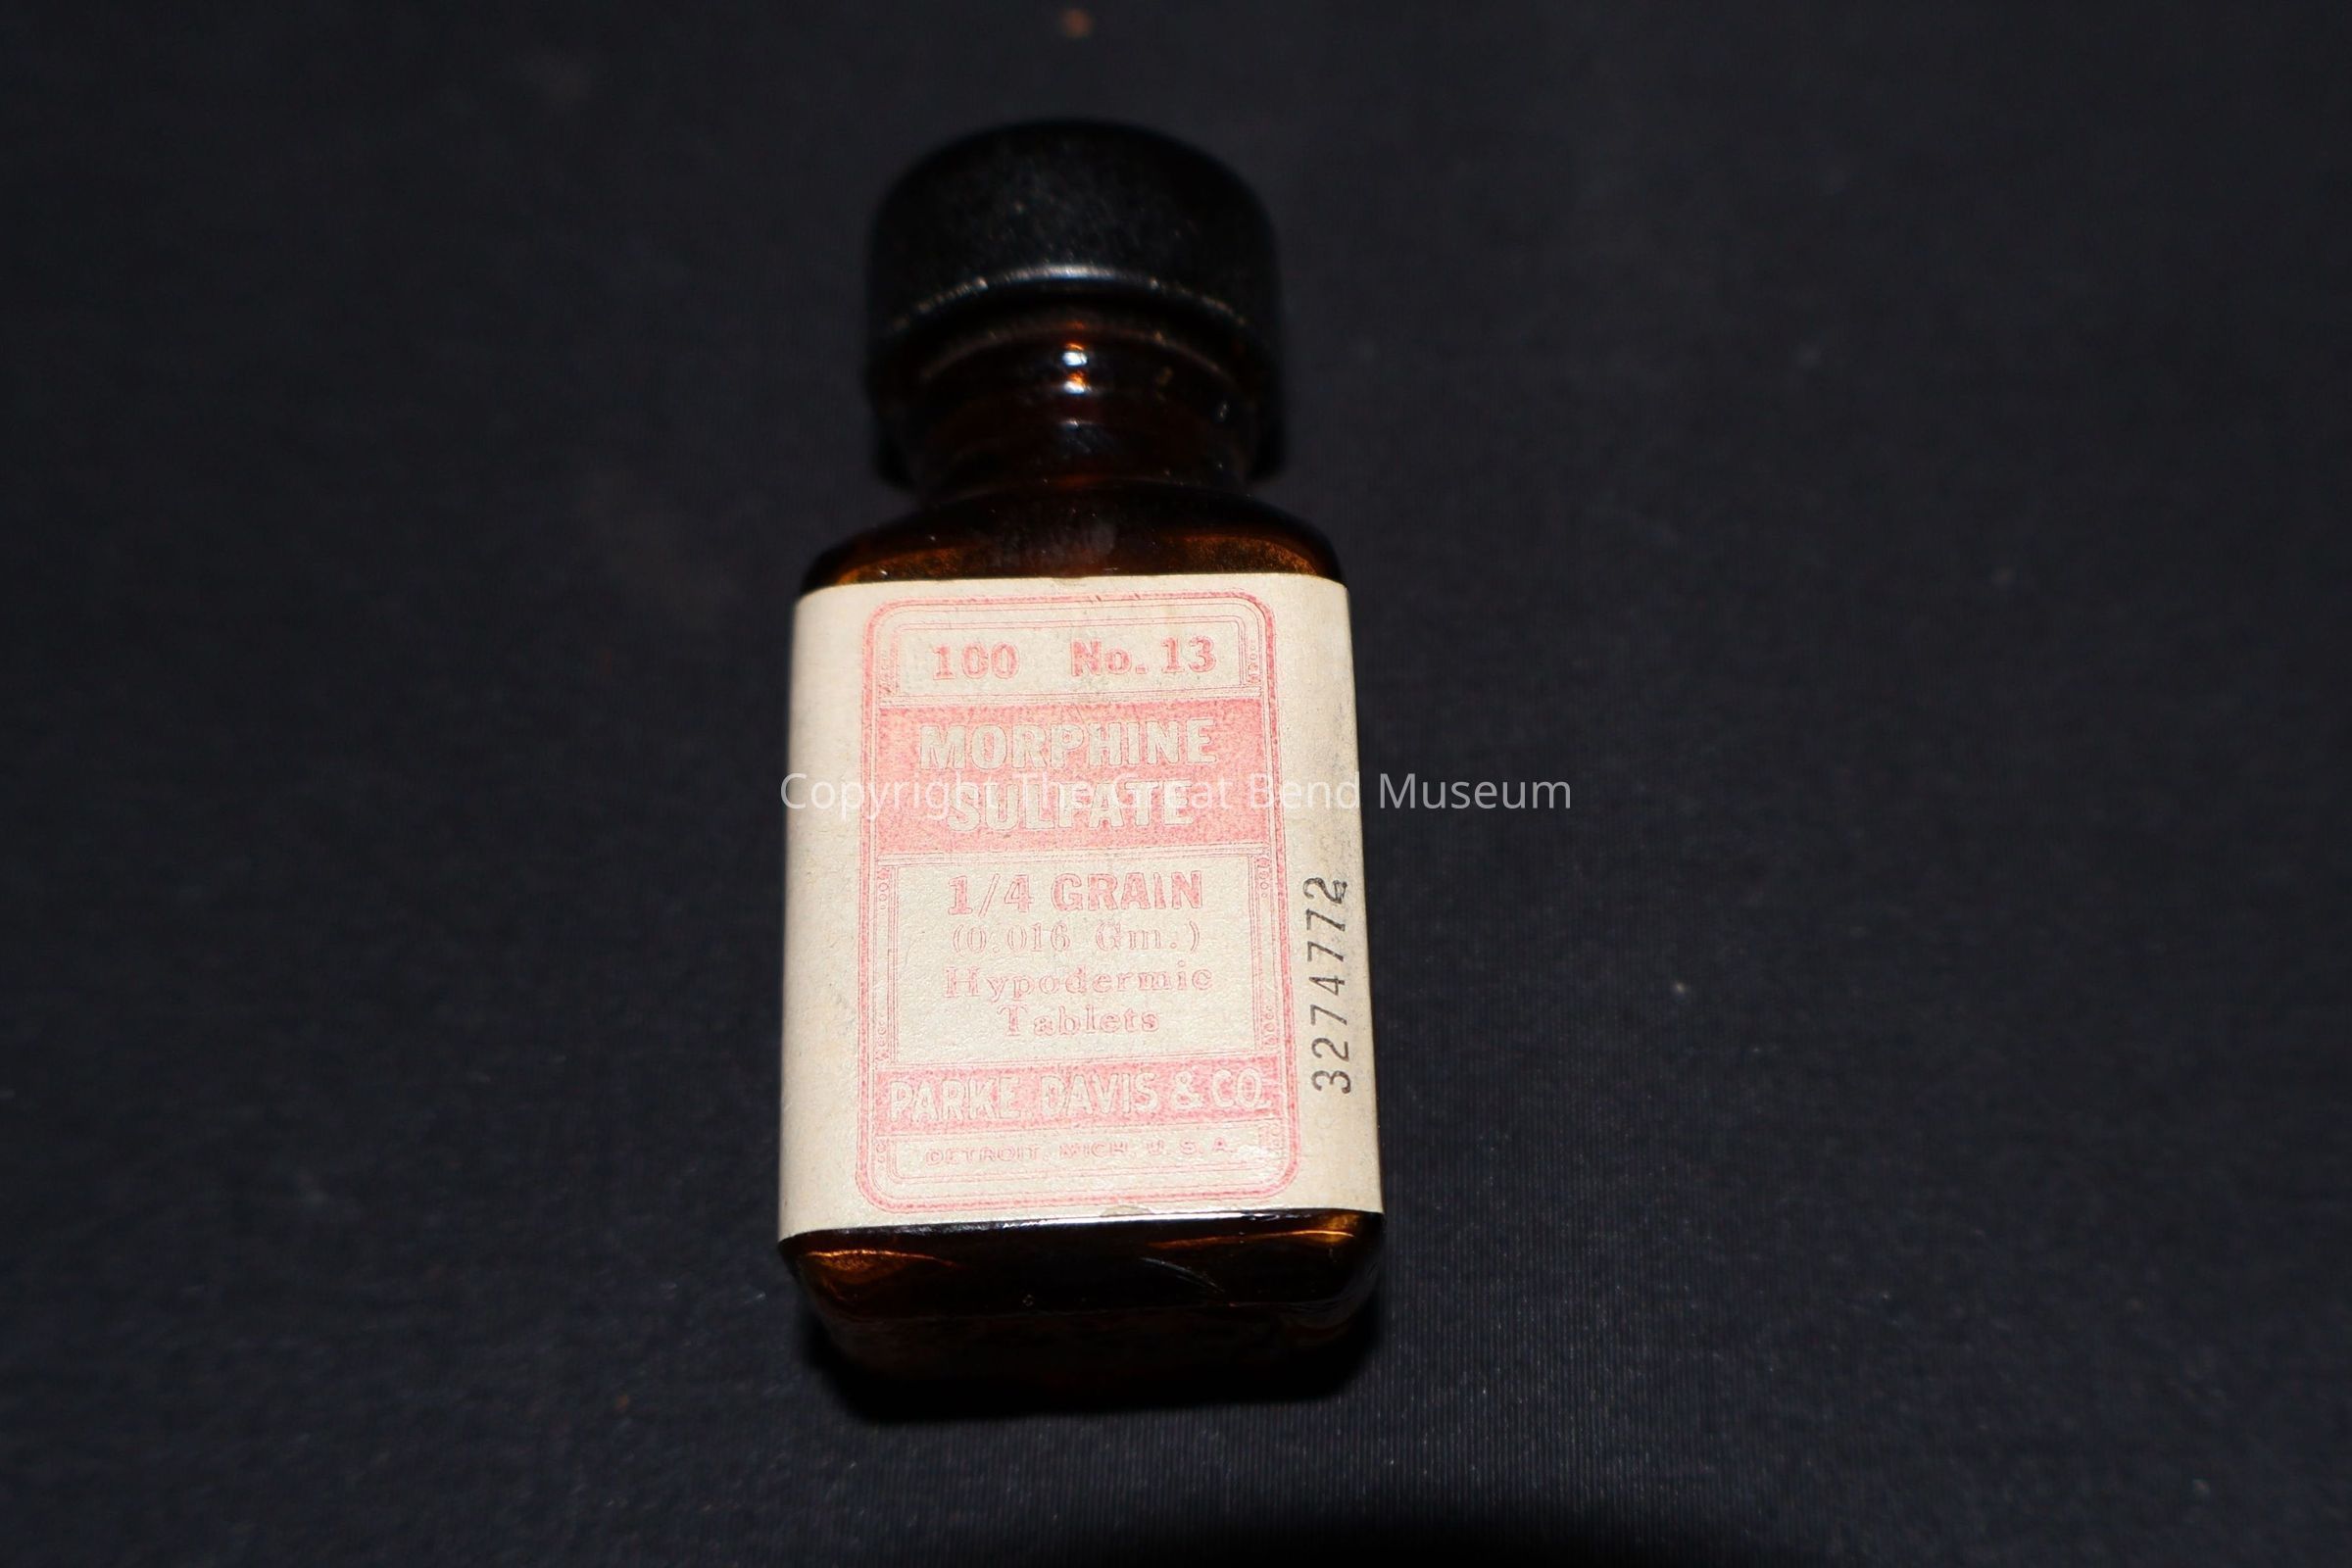 100 No. 13
MORPHINE
SULFATE
Copyright The Great Bend Museum
1/4 GRAIN
(0.016 Gm.)
Hypodermic
Tablets
PARKE, DAVIS & CO.
DETROIT, MICH., U. S. A.
3274772